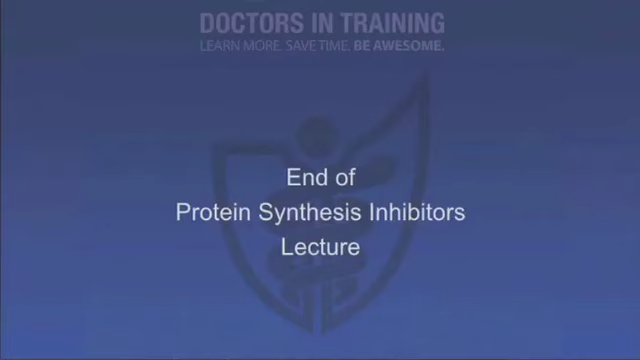 DOCTORS IN TRAINING
LEARN MORE. SAVE TIME. BE AWESOME.
End of
Protein Synthesis Inhibitors
Lecture